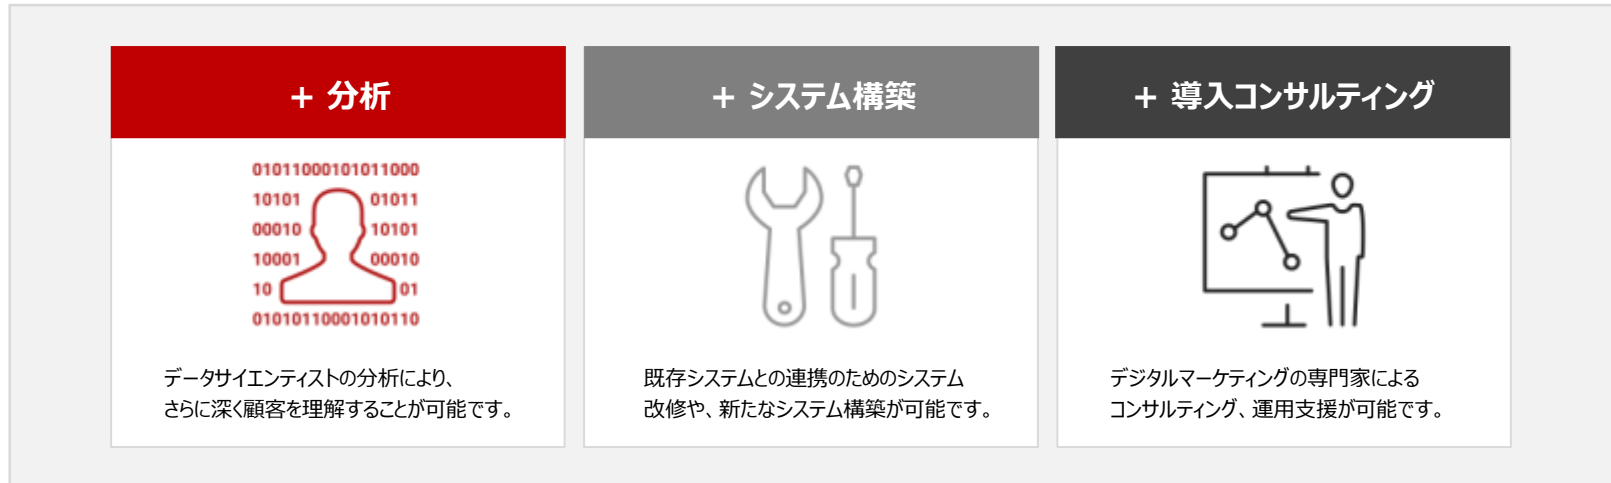 + 分析
01011000101011000
10101 01011
00010 10101
10001 00010
10 01
01010110001010110
データサイエンティストの分析により、
さらに深く顧客を理解することが可能です。
+ システム構築
既存システムとの連携のためのシステム
改修や、新たなシステム構築が可能です。
+ 導入コンサルティング
デジタルマーケティングの専門家による
コンサルティング、運用支援が可能です。